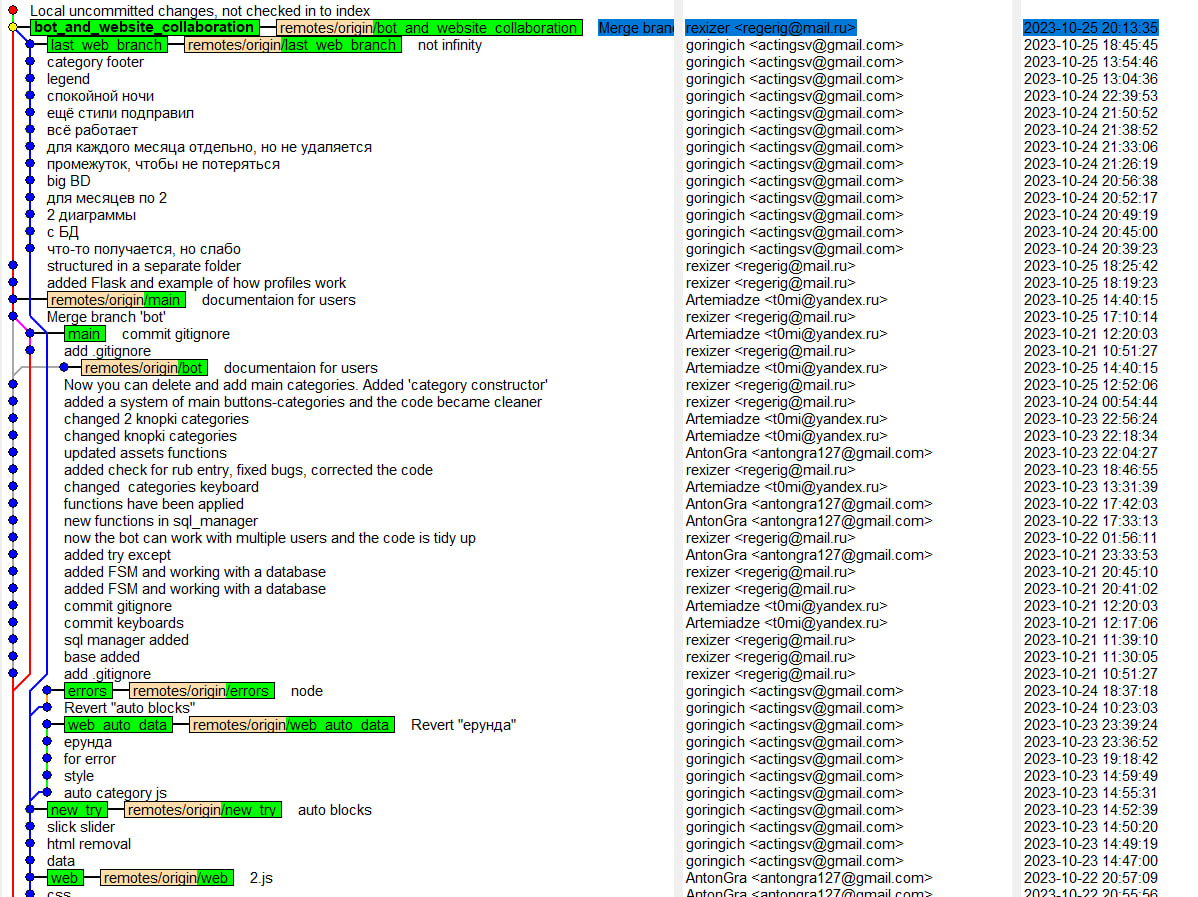 Local uncommitted changes, not checked in to index
bot_and_website_collaboration remotes/origin/bot_and_website_collaboration Merge bran rexizer <regerig@mail.ru> 2023-10-25 20:13:35
last_web_branch remotes/origin/last_web_branch not infinity goringich <actingsv@gmail.com> 2023-10-25 18:45:45
category footer goringich <actingsv@gmail.com> 2023-10-25 13:54:46
legend goringich <actingsv@gmail.com> 2023-10-25 13:04:36
спокойной ночи goringich <actingsv@gmail.com> 2023-10-24 22:39:53
ещё стили подправил goringich <actingsv@gmail.com> 2023-10-24 21:50:52
всё работает goringich <actingsv@gmail.com> 2023-10-24 21:38:52
для каждого месяца отдельно, но не удаляется goringich <actingsv@gmail.com> 2023-10-24 21:33:06
промежуток, чтобы не потеряться goringich <actingsv@gmail.com> 2023-10-24 21:26:19
big BD goringich <actingsv@gmail.com> 2023-10-24 20:56:38
для месяцев по 2 goringich <actingsv@gmail.com> 2023-10-24 20:52:17
2 диаграммы goringich <actingsv@gmail.com> 2023-10-24 20:49:19
с БД goringich <actingsv@gmail.com> 2023-10-24 20:45:00
что-то получается, но слабо goringich <actingsv@gmail.com> 2023-10-24 20:39:23
structured in a separate folder rexizer <regerig@mail.ru> 2023-10-25 18:25:42
added Flask and example of how profiles work rexizer <regerig@mail.ru> 2023-10-25 18:19:23
remotes/origin/main documentaion for users Artemiadze <t0mi@yandex.ru> 2023-10-25 14:40:15
Merge branch 'bot' rexizer <regerig@mail.ru> 2023-10-25 17:10:14
main commit gitignore Artemiadze <t0mi@yandex.ru> 2023-10-21 12:20:03
add .gitignore rexizer <regerig@mail.ru> 2023-10-21 10:51:27
remotes/origin/bot documentaion for users Artemiadze <t0mi@yandex.ru> 2023-10-25 14:40:15
Now you can delete and add main categories. Added 'category constructor' rexizer <regerig@mail.ru> 2023-10-25 12:52:06
added a system of main buttons-categories and the code became cleaner rexizer <regerig@mail.ru> 2023-10-24 00:54:44
changed 2 knopki categories Artemiadze <t0mi@yandex.ru> 2023-10-23 22:56:24
changed knopki categories Artemiadze <t0mi@yandex.ru> 2023-10-23 22:18:34
updated assets functions AntonGra <antongra127@gmail.com> 2023-10-23 22:04:27
added check for rub entry, fixed bugs, corrected the code rexizer <regerig@mail.ru> 2023-10-23 18:46:55
changed  categories keyboard Artemiadze <t0mi@yandex.ru> 2023-10-23 13:31:39
functions have been applied AntonGra <antongra127@gmail.com> 2023-10-22 17:42:03
new functions in sql_manager AntonGra <antongra127@gmail.com> 2023-10-22 17:33:13
now the bot can work with multiple users and the code is tidy up rexizer <regerig@mail.ru> 2023-10-22 01:56:11
added try except AntonGra <antongra127@gmail.com> 2023-10-21 23:33:53
added FSM and working with a database rexizer <regerig@mail.ru> 2023-10-21 20:45:10
added FSM and working with a database rexizer <regerig@mail.ru> 2023-10-21 20:41:02
commit gitignore Artemiadze <t0mi@yandex.ru> 2023-10-21 12:20:03
commit keyboards Artemiadze <t0mi@yandex.ru> 2023-10-21 12:17:06
sql manager added rexizer <regerig@mail.ru> 2023-10-21 11:39:10
base added rexizer <regerig@mail.ru> 2023-10-21 11:30:05
add .gitignore rexizer <regerig@mail.ru> 2023-10-21 10:51:27
errors remotes/origin/errors node goringich <actingsv@gmail.com> 2023-10-24 18:37:18
Revert "auto blocks" goringich <actingsv@gmail.com> 2023-10-24 10:23:03
web_auto_data remotes/origin/web_auto_data Revert "ерунда" goringich <actingsv@gmail.com> 2023-10-23 23:39:24
ерунда goringich <actingsv@gmail.com> 2023-10-23 23:36:52
for error goringich <actingsv@gmail.com> 2023-10-23 19:18:42
style goringich <actingsv@gmail.com> 2023-10-23 14:59:49
auto category js goringich <actingsv@gmail.com> 2023-10-23 14:55:31
new_try remotes/origin/new_try auto blocks goringich <actingsv@gmail.com> 2023-10-23 14:52:39
slick slider goringich <actingsv@gmail.com> 2023-10-23 14:50:20
html removal goringich <actingsv@gmail.com> 2023-10-23 14:49:19
data goringich <actingsv@gmail.com> 2023-10-23 14:47:00
web remotes/origin/web 2.js AntonGra <antongra127@gmail.com> 2023-10-22 20:57:09
css AntonGra <antongra127@gmail.com> 2023-10-22 20:55:56